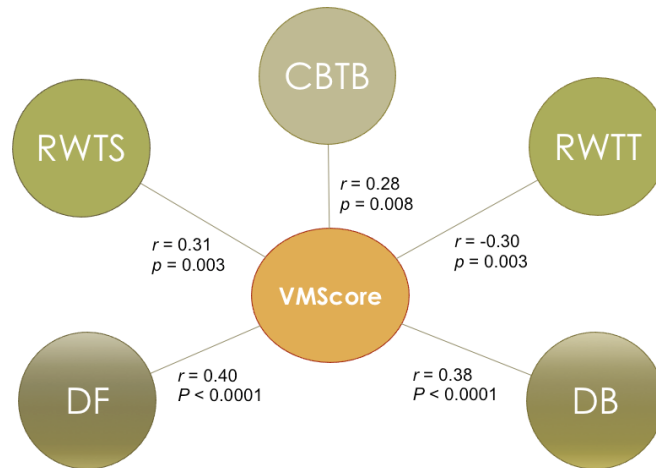 CBTB
RWTS
RWTT
r = 0.28
p = 0.008
r = 0.31
p = 0.003
r = -0.30
p = 0.003
VMScore
r = 0.40
P < 0.0001
r = 0.38
P < 0.0001
DF
DB